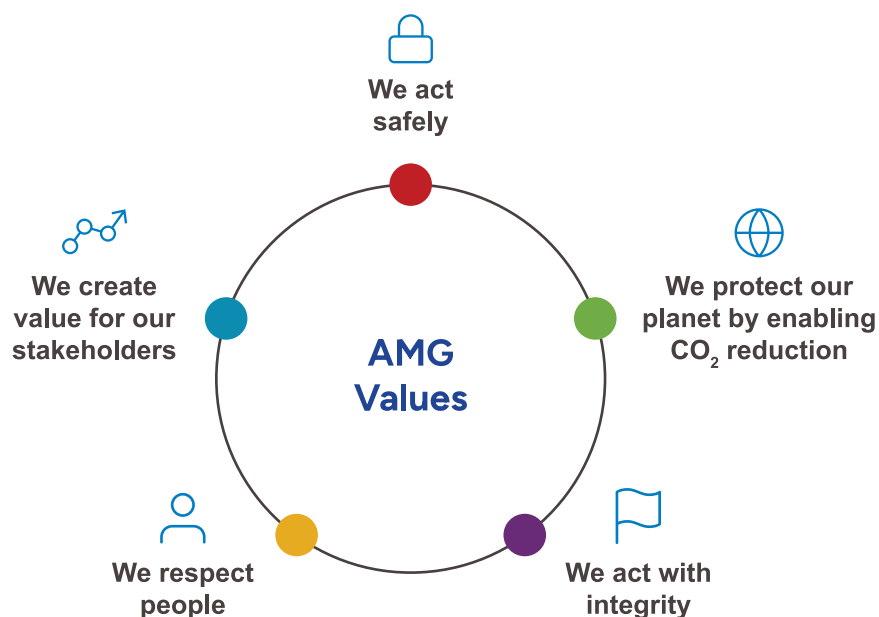 We act
safely
We protect our
planet by enabling
CO₂ reduction
We act with
integrity
We respect
people
We create
value for our
stakeholders
AMG
Values